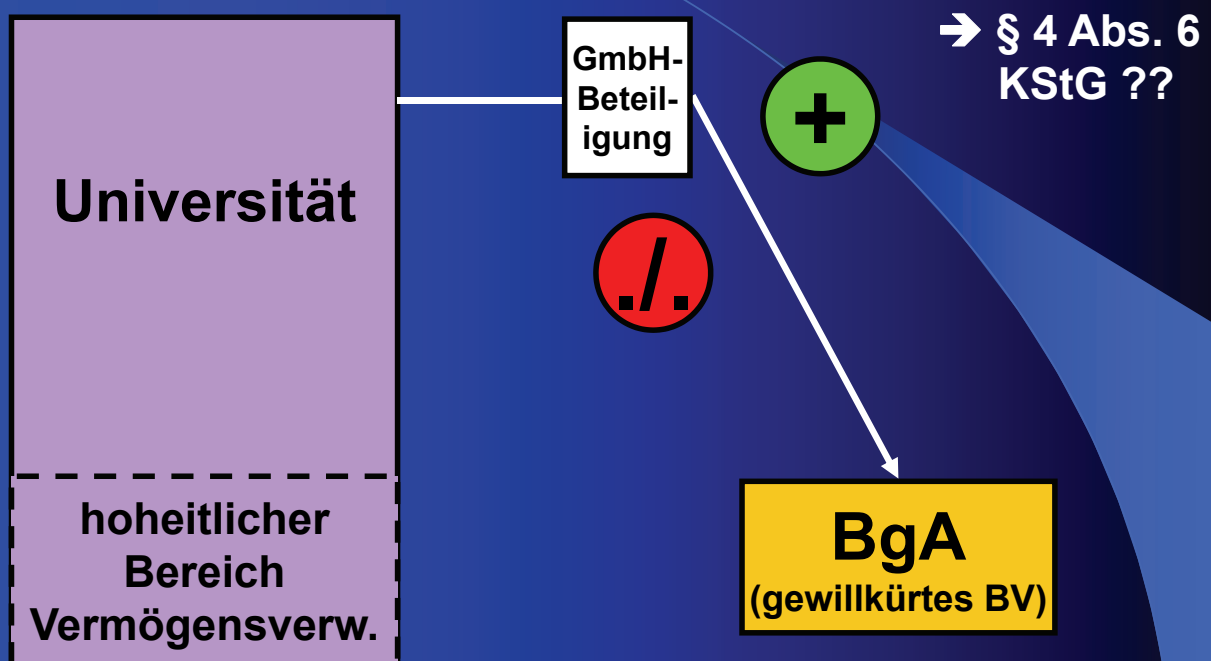 Universität
hoheitlicher
Bereich
Vermögensverw.
GmbH-
Beteil-
igung
+
./.
➔ § 4 Abs. 6
KStG ??
BgA
(gewillkürtes BV)